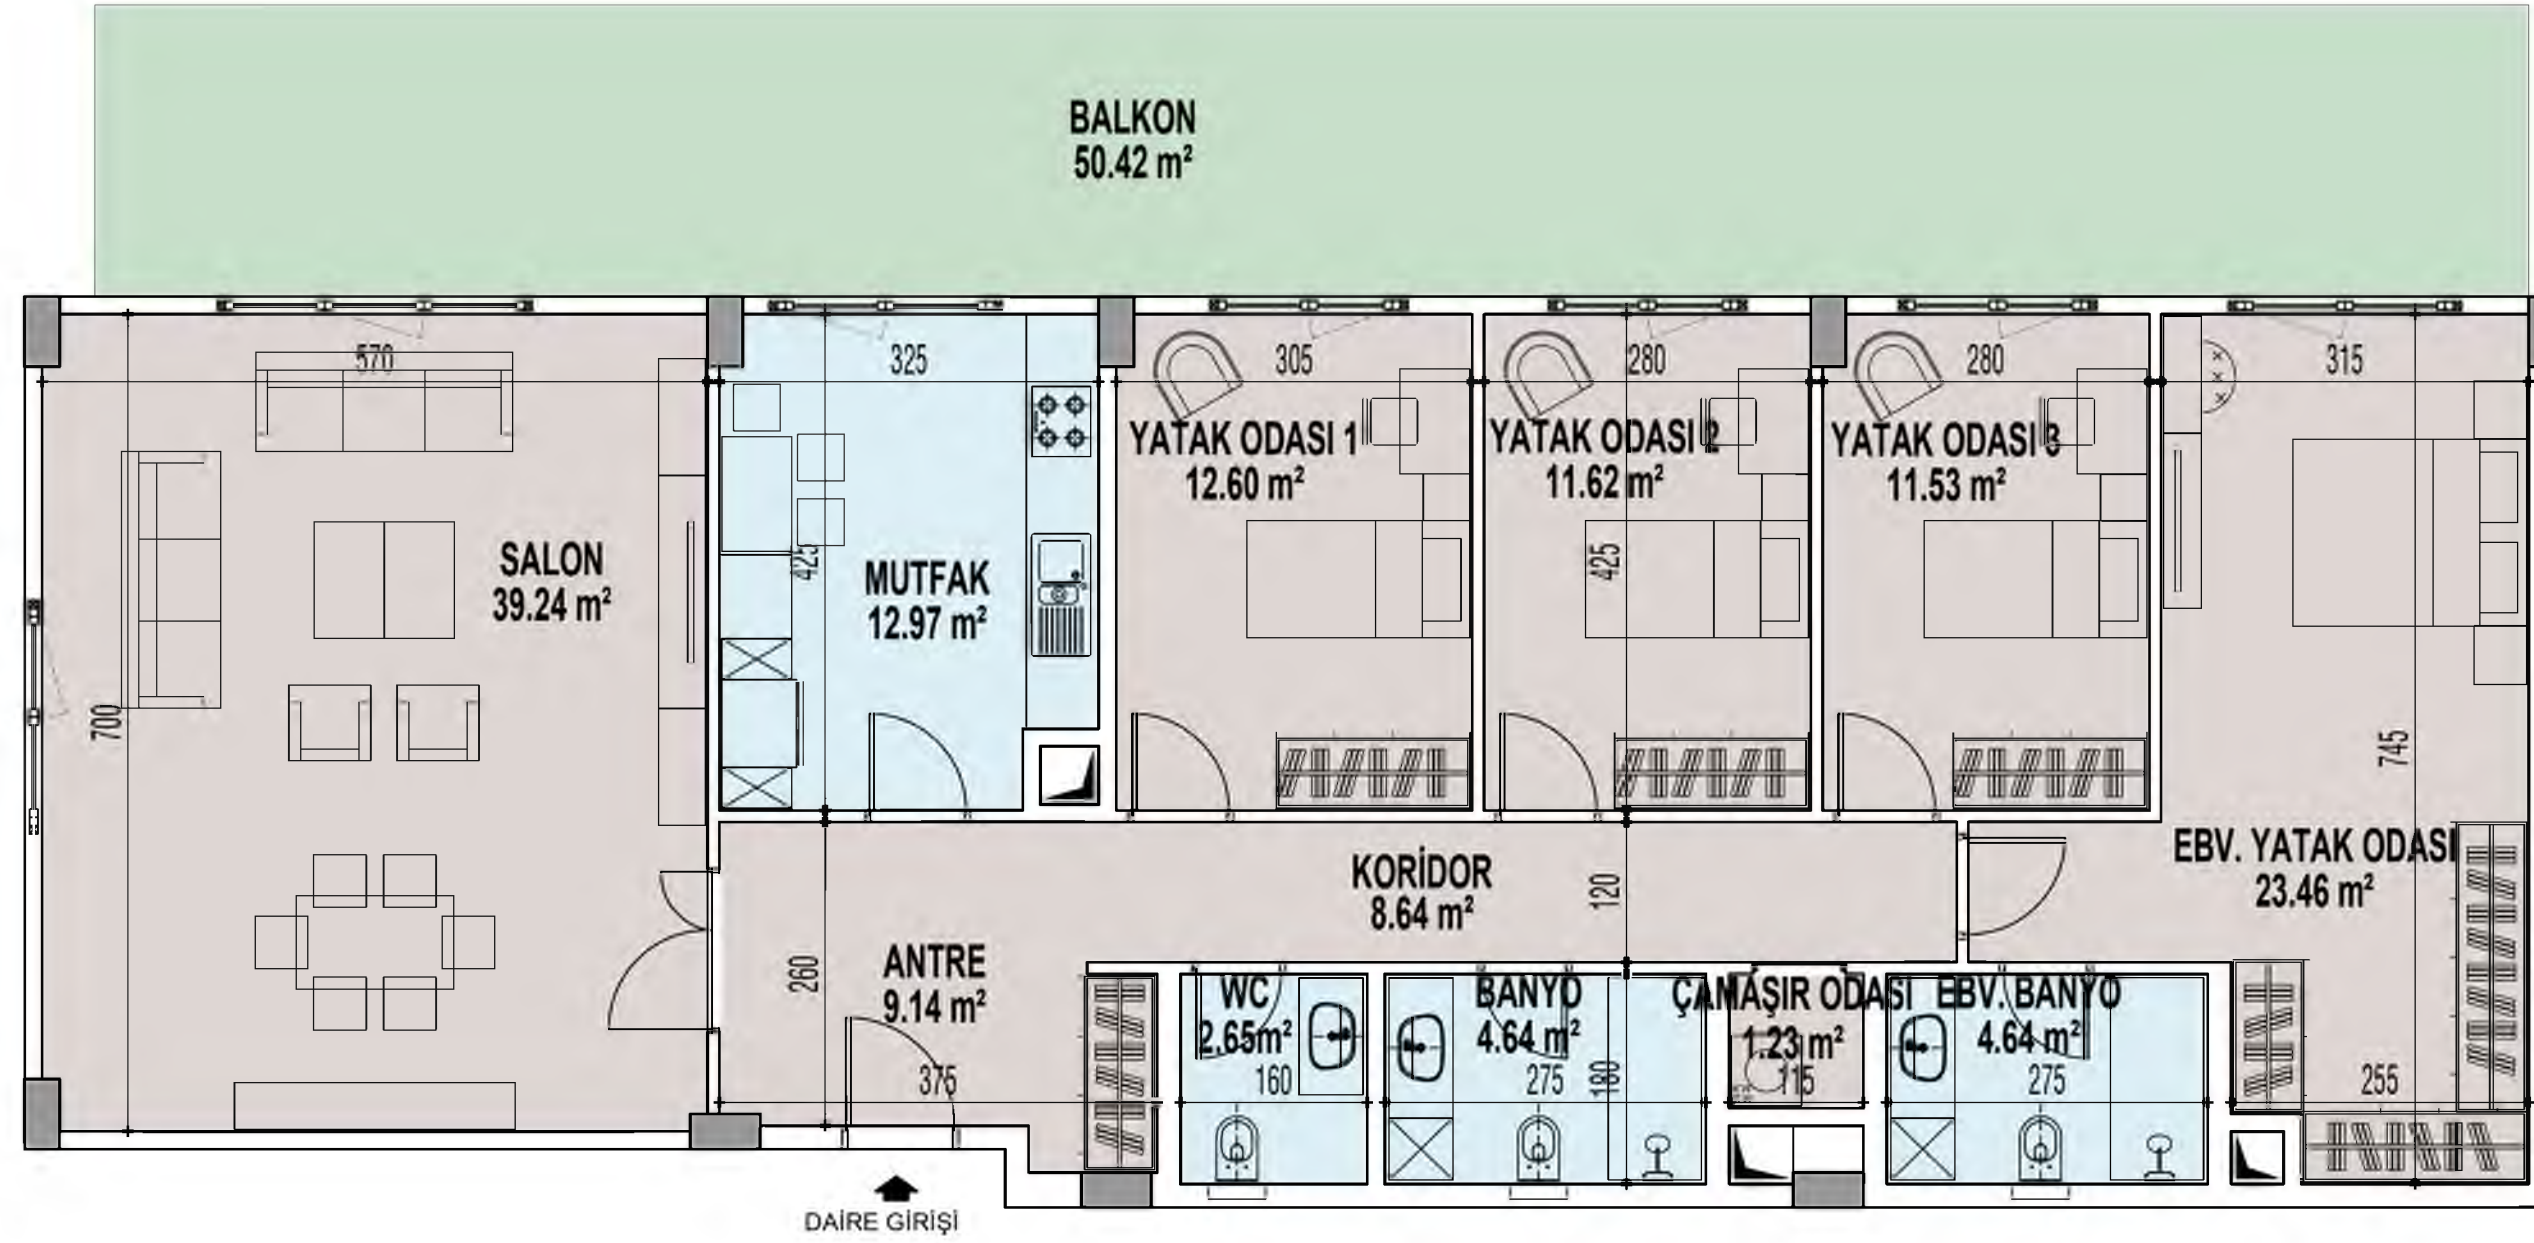 BALKON
50.42 m²
570
325
305
280
280
315
YATAK ODASI 1
12.60 m²
YATAK ODASI 2
11.62 m²
YATAK ODASI 3
11.53 m²
SALON
39.24 m²
425
MUTFAK
12.97 m²
425
700
745
KORİDOR
8.64 m²
120
EBV. YATAK ODASI
23.46 m²
ANTRE
9.14 m²
260
375
WC
2.65m²
160
BANYO
4.64 m²
275
180
ÇAMAŞIR ODASI
1.23 m²
115
EBV. BANYO
4.64 m²
275
255
DAİRE GİRİŞİ